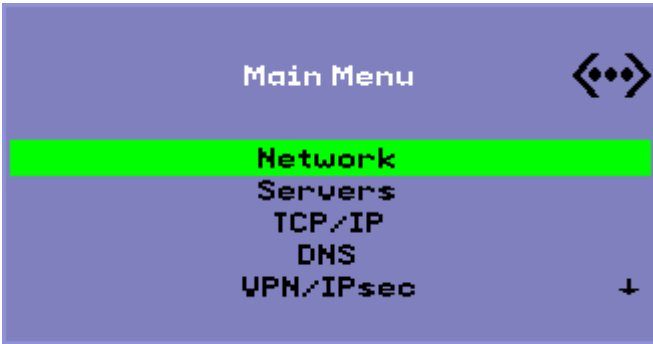 Main Menu
Network
Servers
TCP/IP
DNS
VPN/IPsec